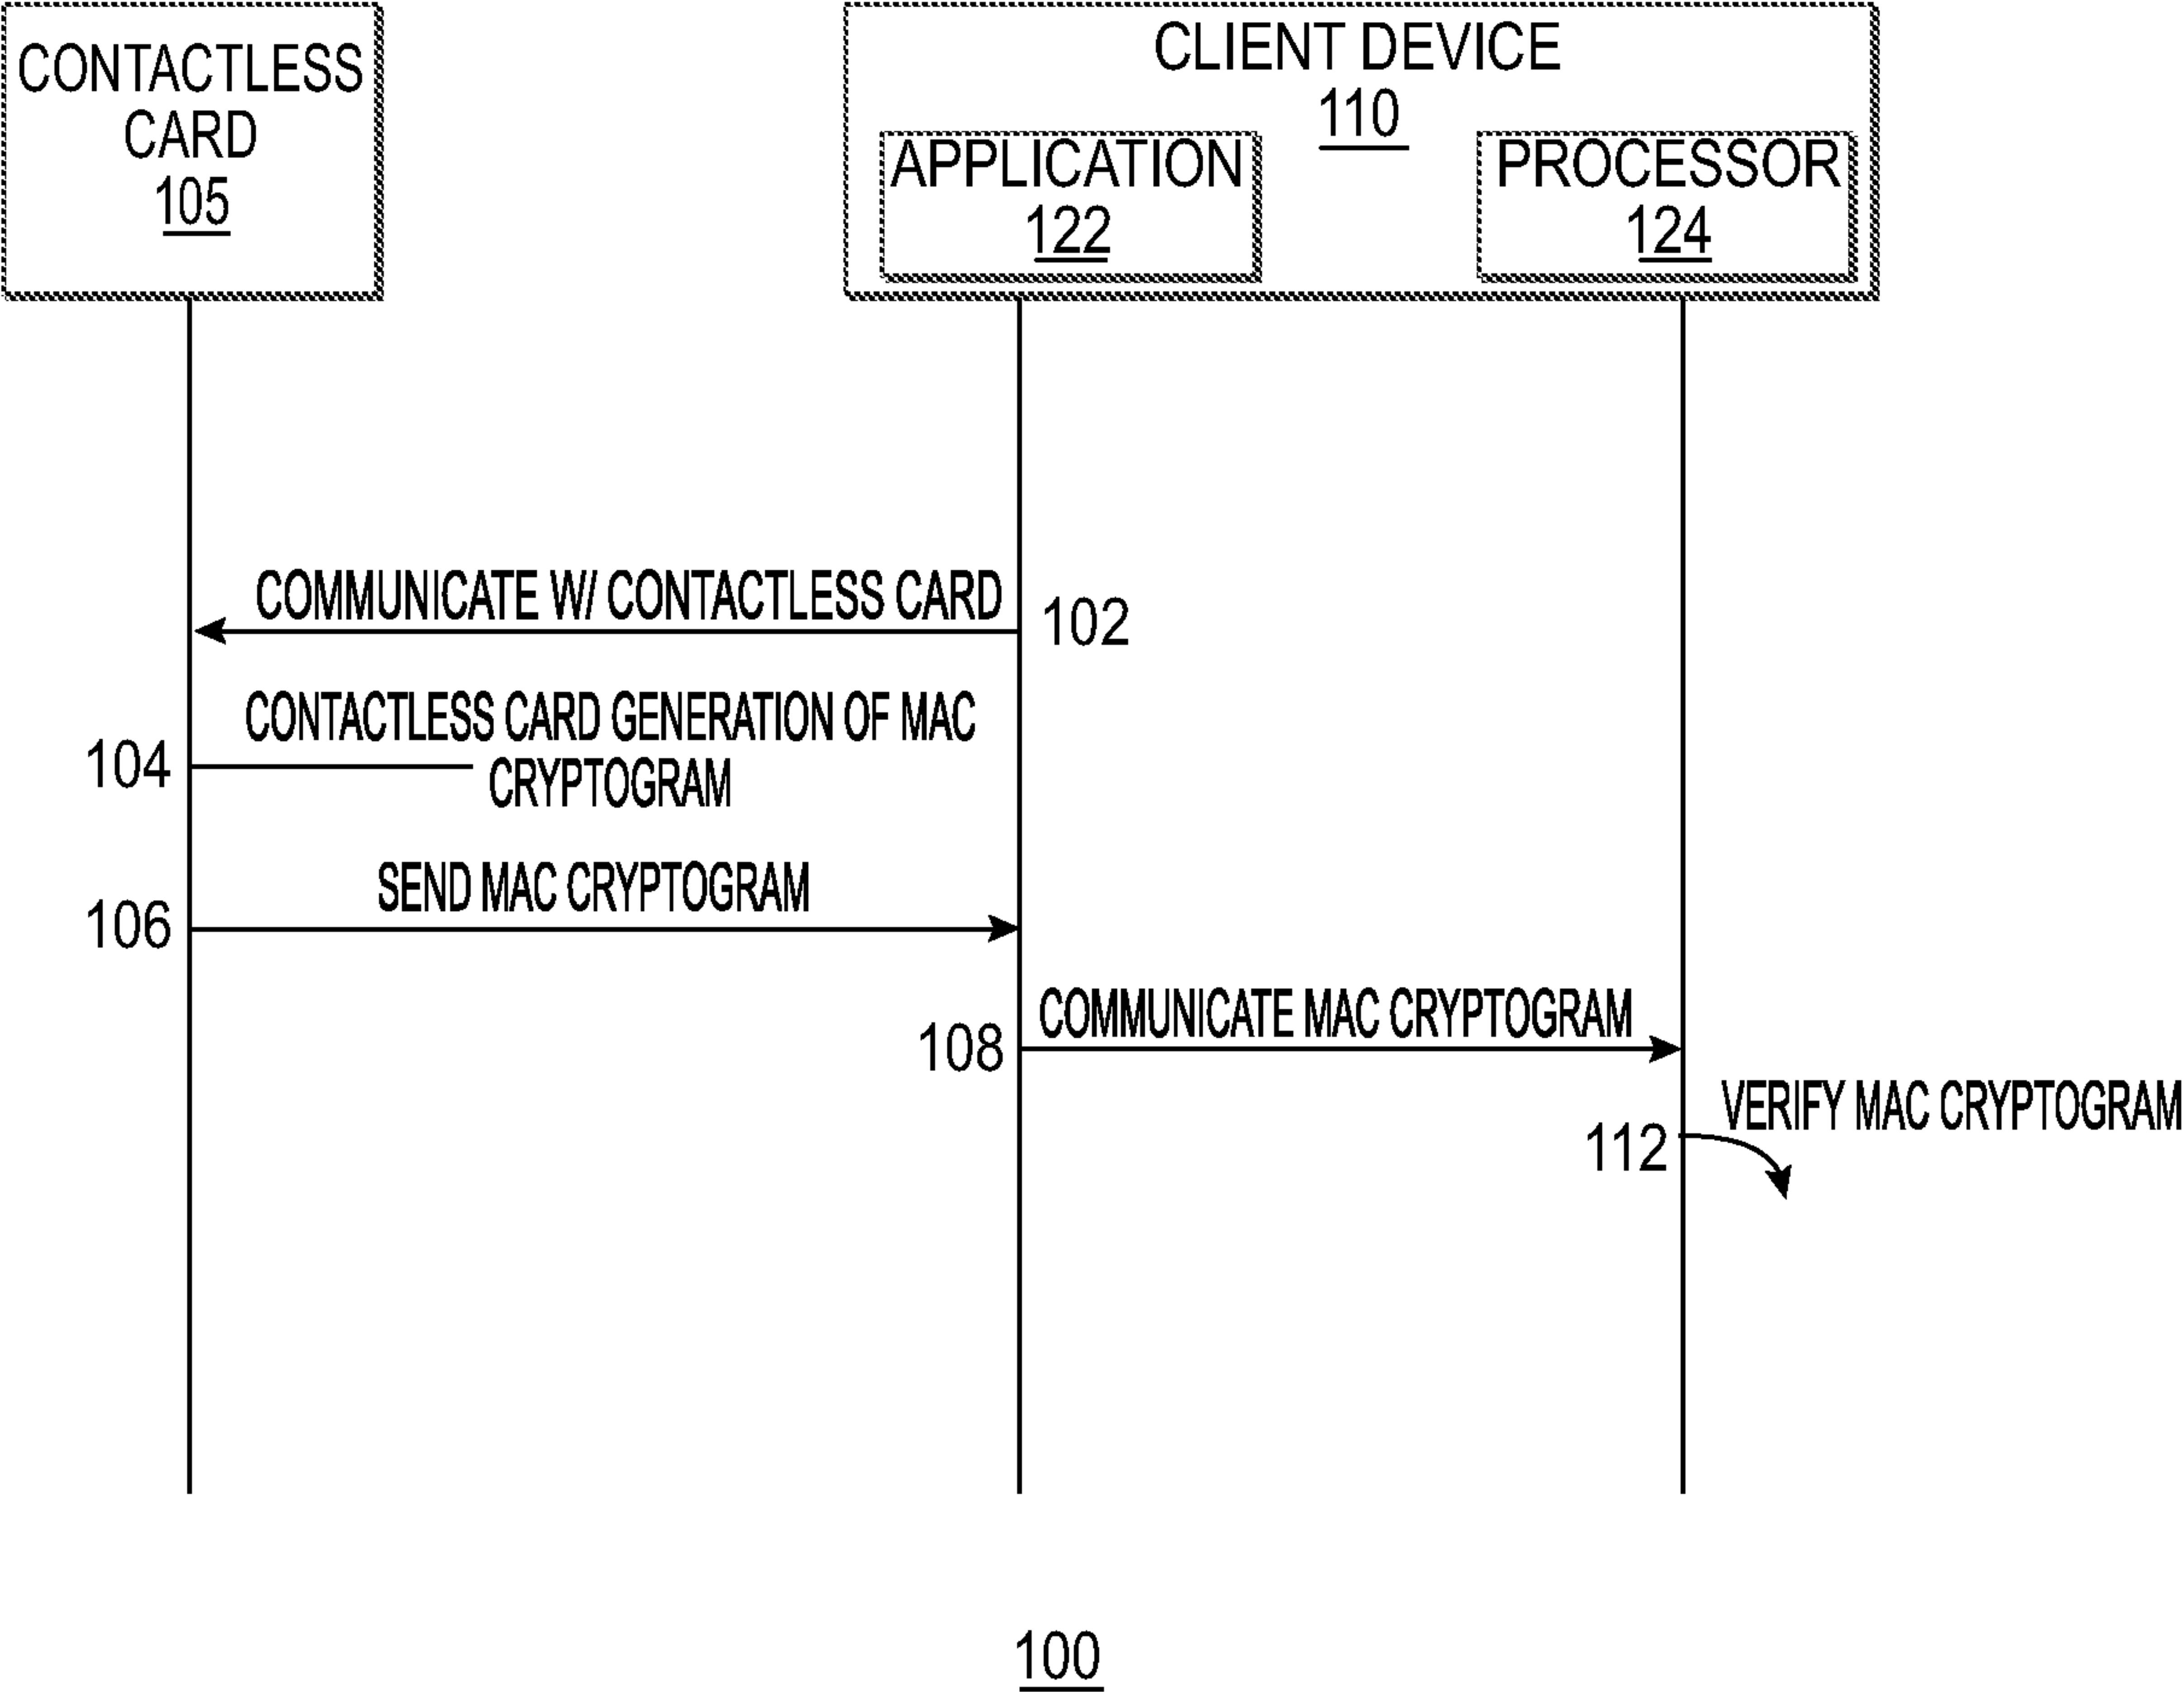 CONTACTLESS
CARD
105
CLIENT DEVICE
110
APPLICATION
122
PROCESSOR
124
COMMUNICATE W/ CONTACTLESS CARD
102
CONTACTLESS CARD GENERATION OF MAC
104
CRYPTOGRAM
SEND MAC CRYPTOGRAM
106
COMMUNICATE MAC CRYPTOGRAM
108
VERIFY MAC CRYPTOGRAM
112
100